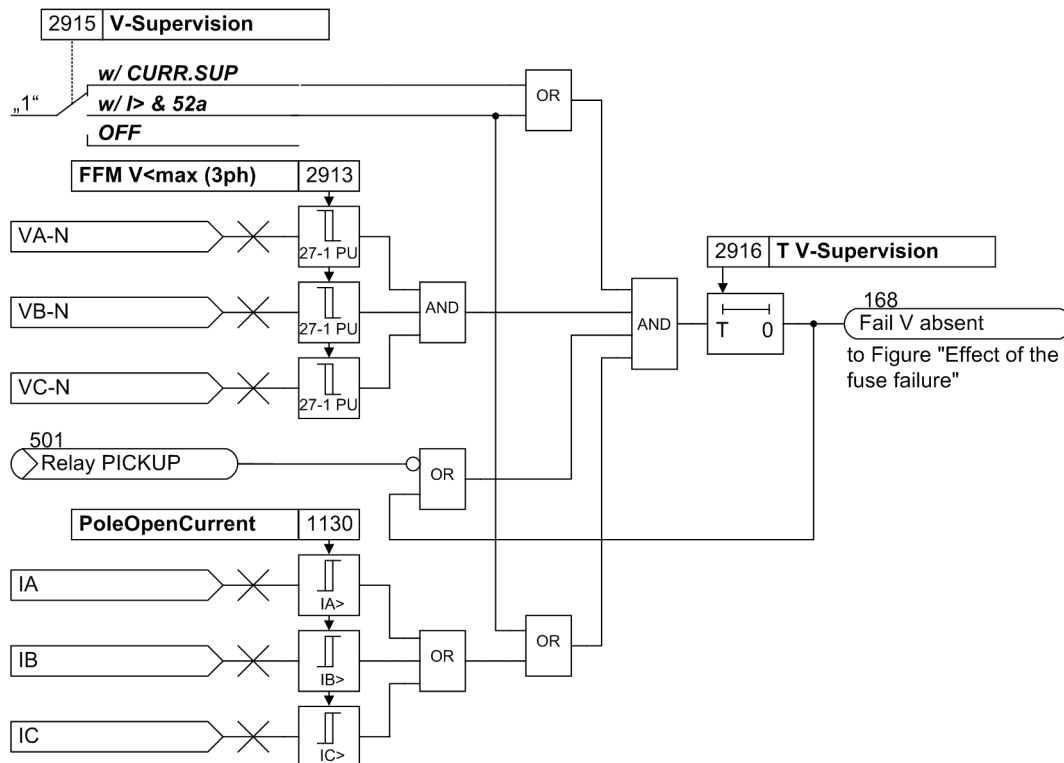 2915 V-Supervision
w/ CURR.SUP
„1“
w/ I> & 52a
OFF
OR
FFM V<max (3ph) 2913
VA-N
27-1 PU
2916 T V-Supervision
VB-N
27-1 PU
AND
AND
T 0
168
Fail V absent
to Figure "Effect of the
fuse failure"
VC-N
27-1 PU
501
Relay PICKUP
OR
PoleOpenCurrent 1130
IA
IA>
IB
IB>
OR
OR
IC
IC>